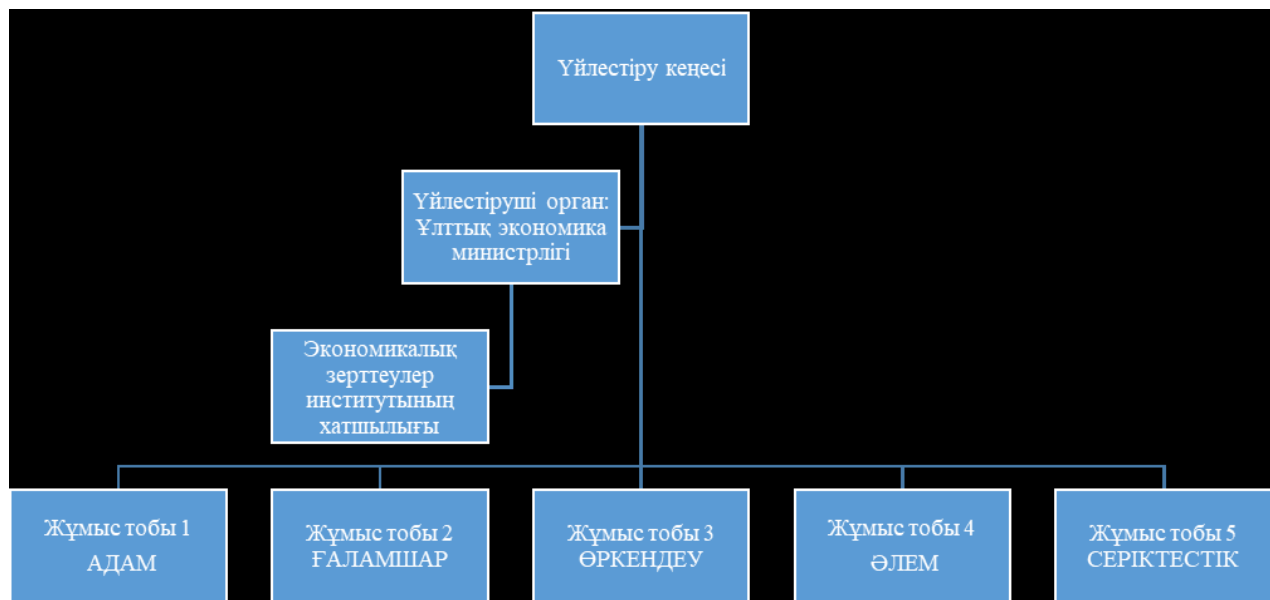 Үйлестіру кеңесі
Үйлестіруші орган:
Ұлттық экономика
министрлігі
Экономикалық
зерттеулер
институтының
хатшылығы
Жұмыс тобы 1
АДАМ
Жұмыс тобы 2
ҒАЛАМШАР
Жұмыс тобы 3
ӨРКЕНДЕУ
Жұмыс тобы 4
ӘЛЕМ
Жұмыс тобы 5
СЕРІКТЕСТІК